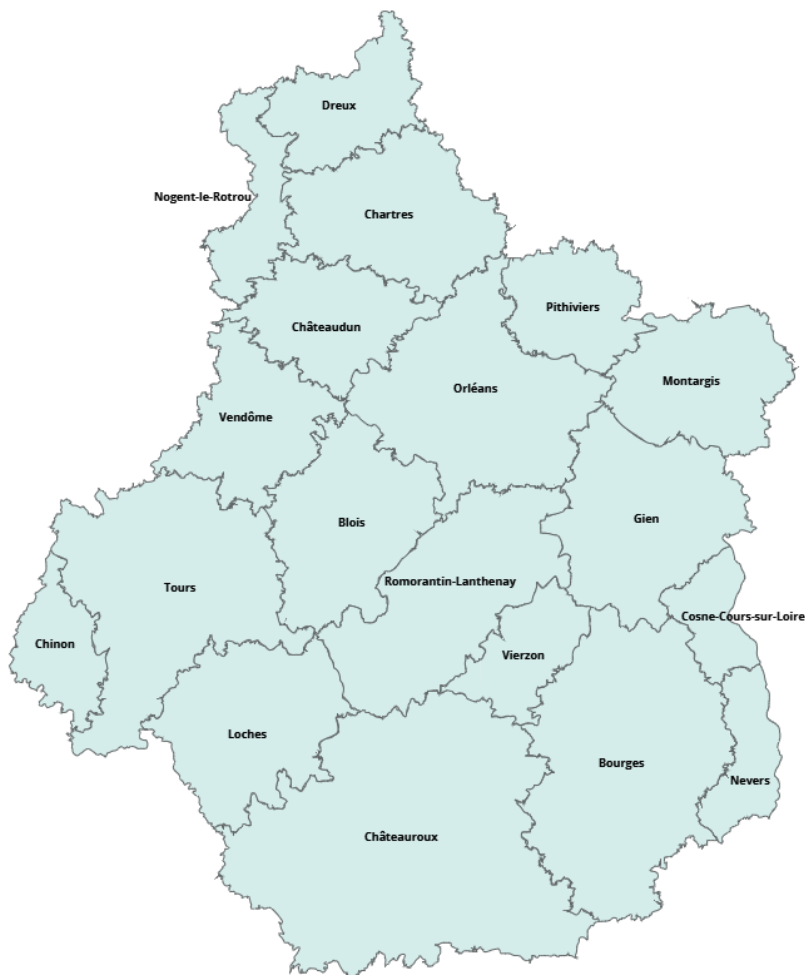 Dreux
Nogent-le-Rotrou
Chartres
Pithiviers
Châteaudun
Montargis
Orléans
Vendôme
Gien
Blois
Romorantin-Lanthenay
Tours
Cosne-Cours-sur-Loire
Chinon
Vierzon
Loches
Bourges
Nevers
Châteauroux